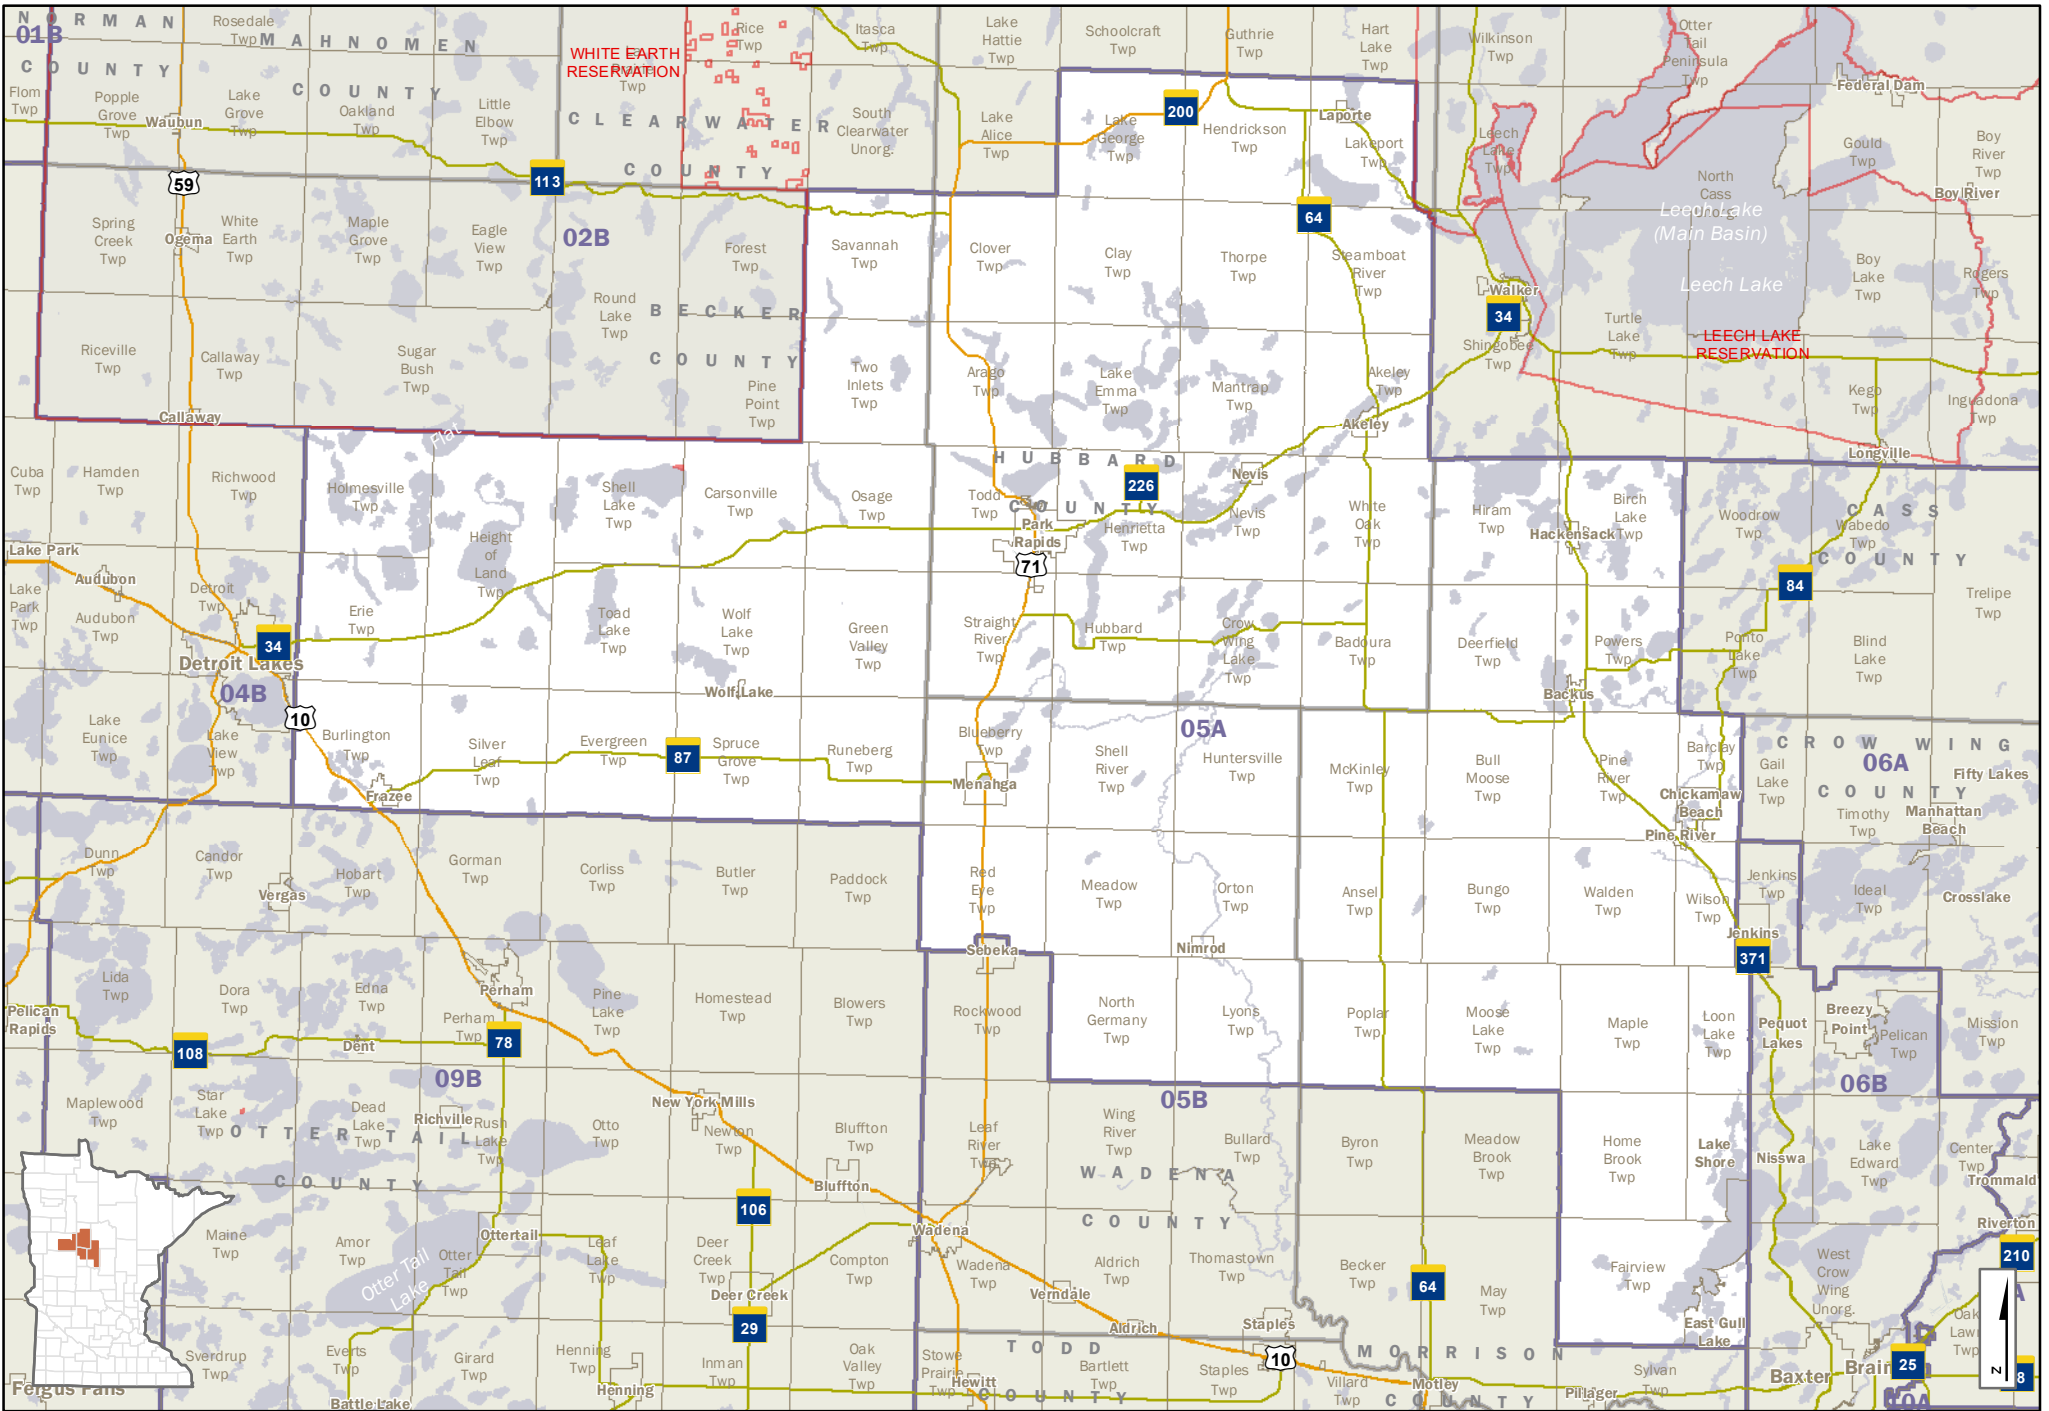 NORMAN
COUNTY
01B
Rosedale
Twp
MAHNOMEN
COUNTY
WHITE EARTH
RESERVATION
Rice
Twp
Itasca
Twp
Lake
Hattie
Twp
Schoolcraft
Twp
Guthrie
Twp
Hart
Lake
Twp
Wilkinson
Twp
Otter
Tail
Peninsula
Twp
Federal Dam
Flom
Twp
Popple
Grove
Twp
Waubun
Lake
Grove
Twp
Oakland
Twp
Little
Elbow
Twp
CLEARWATER
COUNTY
South
Clearwater
Unorg.
Lake
Alice
Twp
Lake
George
Twp
200
Hendrickson
Twp
Laporte
Lakeport
Twp
Leech
Lake
Twp
Gould
Twp
Boy
River
Twp
Boy River
59
113
64
North
Cass
Unorg.
Leech Lake
(Main Basin)
Leech Lake
Spring
Creek
Twp
Ogema
White
Earth
Twp
Maple
Grove
Twp
Eagle
View
Twp
02B
Forest
Twp
Savannah
Twp
Clover
Twp
Clay
Twp
Thorpe
Twp
Steamboat
River
Twp
Walker
34
Boy
Lake
Twp
Rogers
Twp
Round
Lake
Twp
BECKER
COUNTY
Riceville
Twp
Callaway
Twp
Sugar
Bush
Twp
Pine
Point
Twp
Two
Inlets
Twp
Arago
Twp
Lake
Emma
Twp
Mantrap
Twp
Akeley
Twp
Shingobee
Twp
Turtle
Lake
Twp
LEECH LAKE
RESERVATION
Kego
Twp
Inguadona
Twp
Callaway
Flat
Akeley
Longville
Cuba
Twp
Hamden
Twp
Richwood
Twp
Holmesville
Twp
Shell
Lake
Twp
Carsonville
Twp
Osage
Twp
HUBBARD
COUNTY
Todd
Twp
226
Nevis
Nevis
Twp
Park
Rapids
Henrietta
Twp
71
White
Oak
Twp
Hiram
Twp
Birch
Lake
Twp
Hackensack
Woodrow
Twp
CASS
COUNTY
Wabedo
Twp
84
Trelipe
Twp
Lake Park
Audubon
Lake
Park
Twp
Audubon
Twp
Detroit
Twp
34
Detroit Lakes
04B
Height
of
Land
Twp
Erie
Twp
Toad
Lake
Twp
Wolf
Lake
Twp
Green
Valley
Twp
Straight
River
Twp
Hubbard
Twp
Crow
Wing
Lake
Twp
Badoura
Twp
Deerfield
Twp
Powers
Twp
Ponto
Lake
Twp
Blind
Lake
Twp
Wolf Lake
Backus
10
Lake
Eunice
Twp
Lake
View
Twp
Burlington
Twp
Silver
Leaf
Twp
Evergreen
Twp
87
Spruce
Grove
Twp
Runeberg
Twp
Blueberry
Twp
Menahga
Shell
River
Twp
05A
Huntersville
Twp
McKinley
Twp
Bull
Moose
Twp
Pine
River
Twp
Barclay
Twp
Chickamaw
Beach
Pine River
CROW WING
COUNTY
Gail
Lake
Twp
06A
Fifty Lakes
Timothy
Twp
Manhattan
Beach
Frazee
Dunn
Twp
Candor
Twp
Vergas
Hobart
Twp
Gorman
Twp
Corliss
Twp
Butler
Twp
Paddock
Twp
Red
Eye
Twp
Meadow
Twp
Orton
Twp
Ansel
Twp
Bungo
Twp
Walden
Twp
Wilson
Twp
Jenkins
Twp
Ideal
Twp
Crosslake
Sebeka
Nimrod
Jenkins
371
Lida
Twp
Dora
Twp
Edna
Twp
Perham
Perham
Twp
78
Pine
Lake
Twp
Homestead
Twp
Blowers
Twp
Rockwood
Twp
North
Germany
Twp
Lyons
Twp
Poplar
Twp
Moose
Lake
Twp
Maple
Twp
Loon
Lake
Twp
Pequot
Lakes
Breezy
Point
Pelican
Twp
Mission
Twp
Pelican
Rapids
108
Dent
09B
06B
Maplewood
Twp
Star
Lake
Twp
Dead
Lake
Twp
Richville
Rush
Lake
Twp
OTTER TAIL
COUNTY
Otto
Twp
New York Mills
Newton
Twp
Bluffton
Twp
Bluffton
Leaf
River
Twp
Wing
River
Twp
05B
Bullard
Twp
WADENA
COUNTY
Byron
Twp
Meadow
Brook
Twp
Home
Brook
Twp
Lake
Shore
Nisswa
Lake
Edward
Twp
Center
Twp
Trommald
Riverton
210
Maine
Twp
Amor
Twp
Otter Tail
Lake
Otter
Tail
Twp
Ottertail
Leaf
Lake
Twp
106
Deer
Creek
Twp
Deer Creek
29
Compton
Twp
Wadena
Wadena
Twp
Verndale
Aldrich
Twp
Aldrich
Thomastown
Twp
Staples
10
Becker
Twp
64
May
Twp
Fairview
Twp
East Gull
Lake
West
Crow
Wing
Unorg.
Oak
Lawn
Twp
Fergus Falls
Sverdrup
Twp
Everts
Twp
Battle Lake
Girard
Twp
Henning
Twp
Henning
Inman
Twp
Oak
Valley
Twp
Stowe
Prairie
Twp
Hewitt
TODD
COUNTY
Bartlett
Twp
Staples
Twp
Villard
Twp
MORRISON
COUNTY
Motley
Pillager
Sylvan
Twp
Baxter
25
10A
N